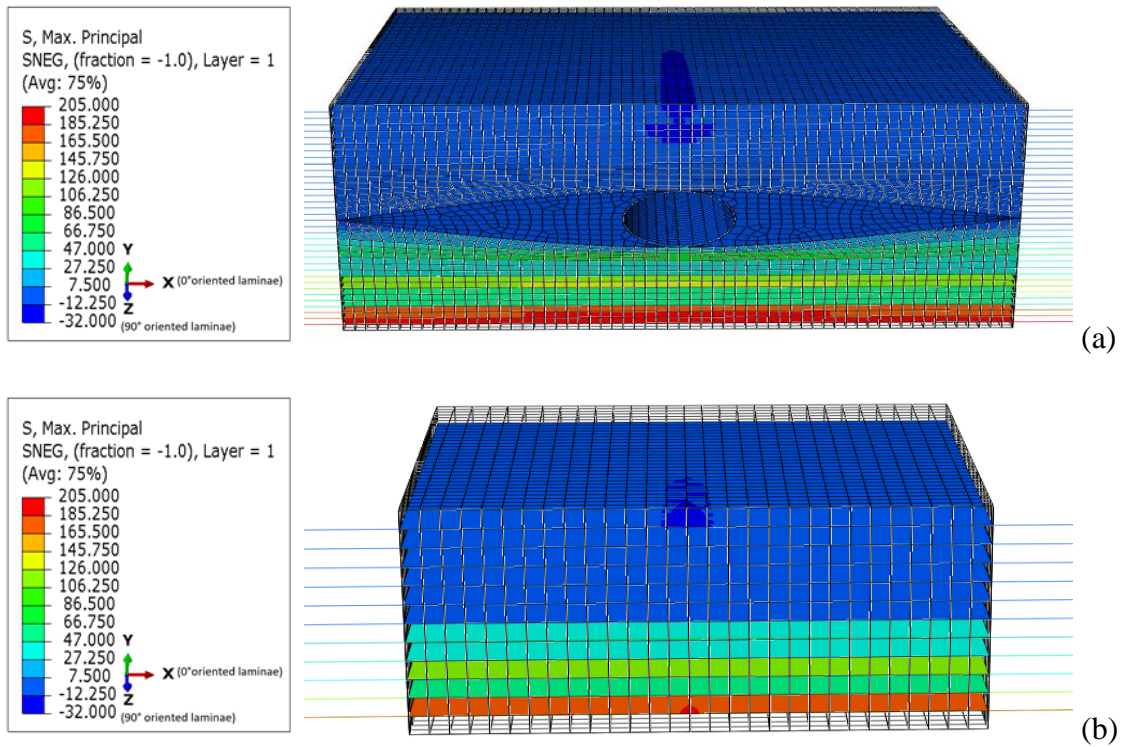 S, Max. Principal
SNEG, (fraction = -1.0), Layer = 1
(Avg: 75%)
205.000
185.250
165.500
145.750
126.000
106.250
86.500
66.750
47.000
27.250
7.500
-12.250
-32.000
Y
X (0°oriented laminae)
Z
(90° oriented laminae)
(a)
S, Max. Principal
SNEG, (fraction = -1.0), Layer = 1
(Avg: 75%)
205.000
185.250
165.500
145.750
126.000
106.250
86.500
66.750
47.000
27.250
7.500
-12.250
-32.000
Y
X (0°oriented laminae)
Z
(90° oriented laminae)
(b)